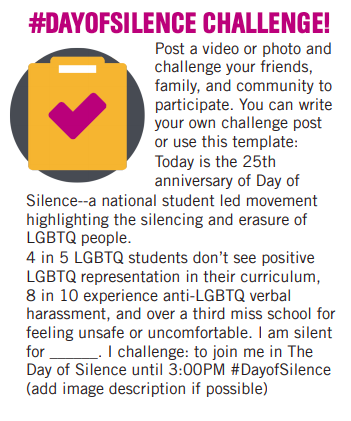 #DAYOFSILENCE CHALLENGE!
Post a video or photo and
challenge your friends,
family, and community to
participate. You can write
your own challenge post
or use this template:
Today is the 25th
anniversary of Day of
Silence--a national student led movement
highlighting the silencing and erasure of
LGBTQ people.
4 in 5 LGBTQ students don’t see positive
LGBTQ representation in their curriculum,
8 in 10 experience anti-LGBTQ verbal
harassment, and over a third miss school for
feeling unsafe or uncomfortable. I am silent
for ______. I challenge: to join me in The
Day of Silence until 3:00PM #DayofSilence
(add image description if possible)